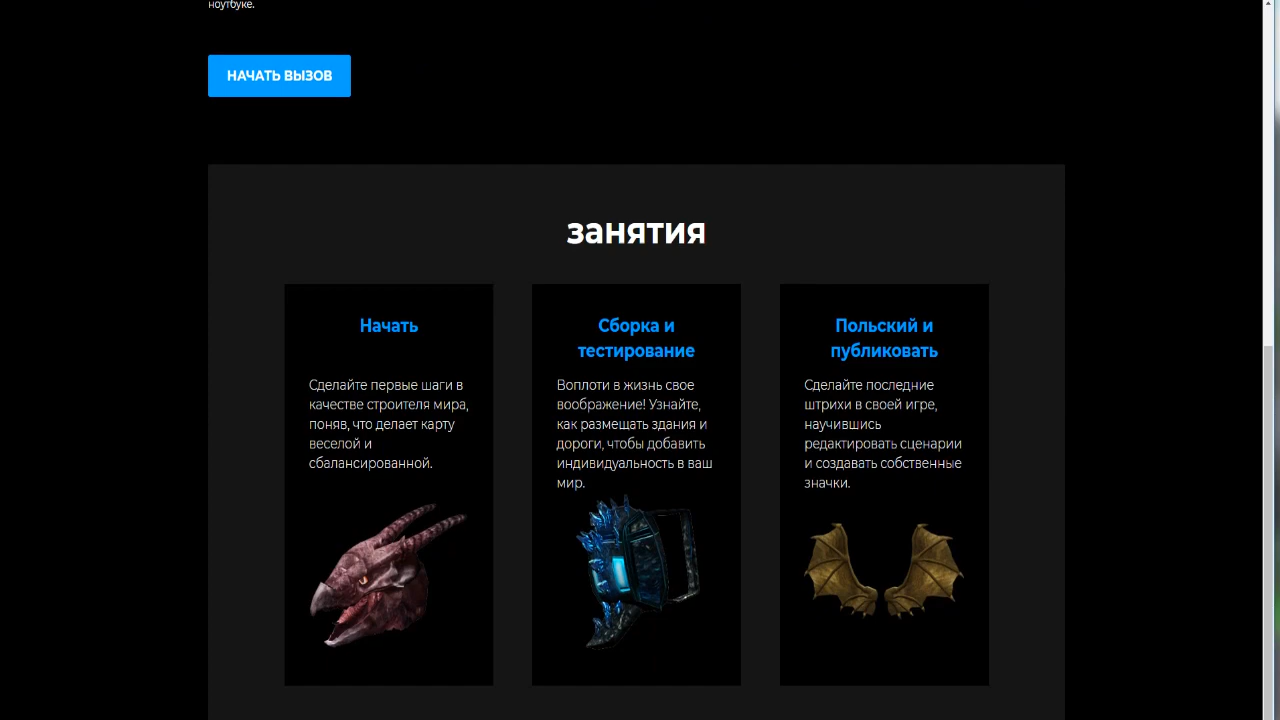 ноутбуке.
НАЧАТЬ ВЫЗОВ
занятия
Начать
Сделайте первые шаги в
качестве строителя мира,
поняв, что делает карту
веселой и
сбалансированной.
Сборка и
тестирование
Воплоти в жизнь свое
воображение! Узнайте,
как размещать здания и
дороги, чтобы добавить
индивидуальность в ваш
мир.
Польский и
публиковать
Сделайте последние
штрихи в своей игре,
научившись
редактировать сценарии
и создавать собственные
значки.